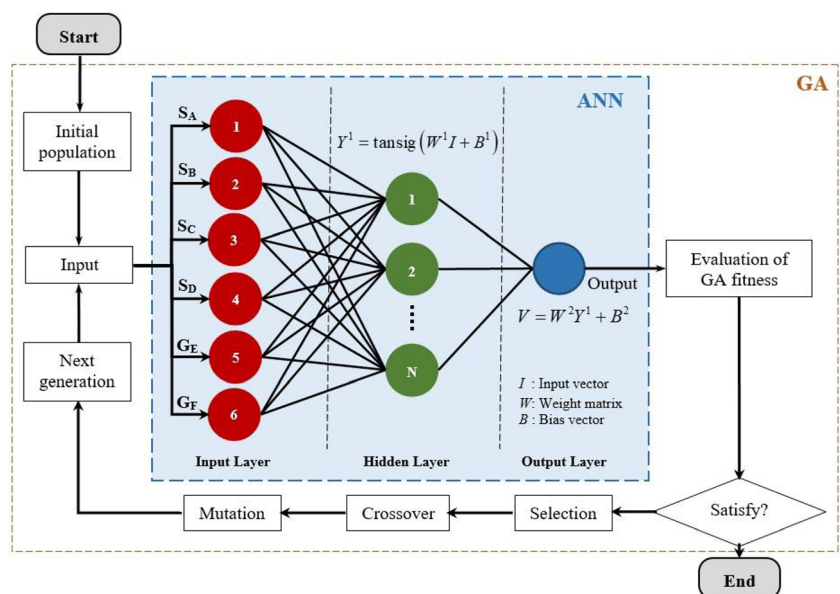 Start
GA
Initial
population
Input
Next
generation
ANN
S_A
S_B
S_C
S_D
G_E
G_F
1
2
3
4
5
6
Y^1 = tansig(W^1 I + B^1)
1
2
N
Output
V = W^2 Y^1 + B^2
I : Input vector
W: Weight matrix
B : Bias vector
Input Layer
Hidden Layer
Output Layer
Evaluation of
GA fitness
Satisfy?
Selection
Crossover
Mutation
End